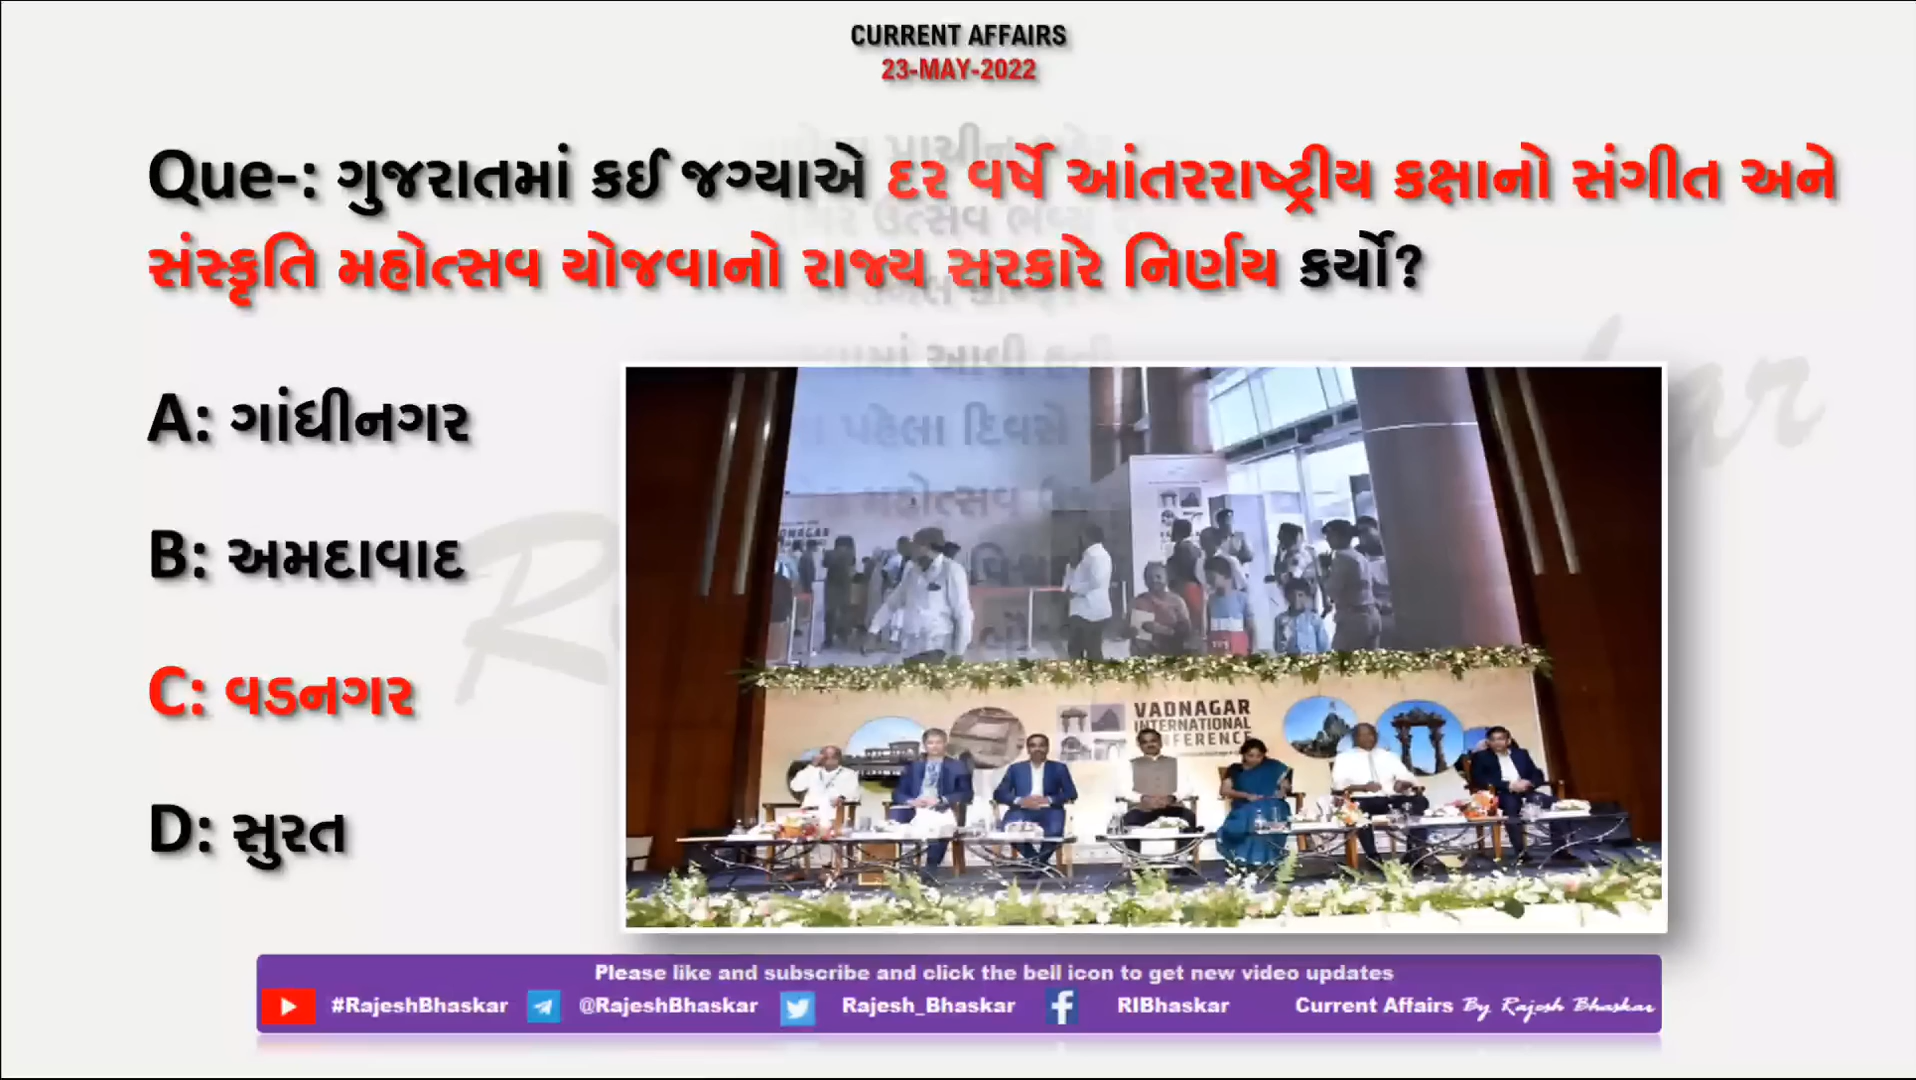 CURRENT AFFAIRS
23-MAY-2022
Que-: ગુજરાતમાં કઈ જગ્યાએ દર વર્ષે આંતરરાષ્ટ્રીય કક્ષાનો સંગીત અને
સંસ્કૃતિ મહોત્સવ યોજવાનો રાજ્ય સરકારે નિર્ણય કર્યો?
A: ગાંધીનગર
B: અમદાવાદ
C: વડનગર
D: સુરત
પહેલા દિવસે
મહોત્સવ
VADNAGAR
INTERNATIONAL
Please like and subscribe and click the bell icon to get new video updates
#RajeshBhaskar @RajeshBhaskar Rajesh_Bhaskar RIBhaskar Current Affairs By Rajesh Bhaskar